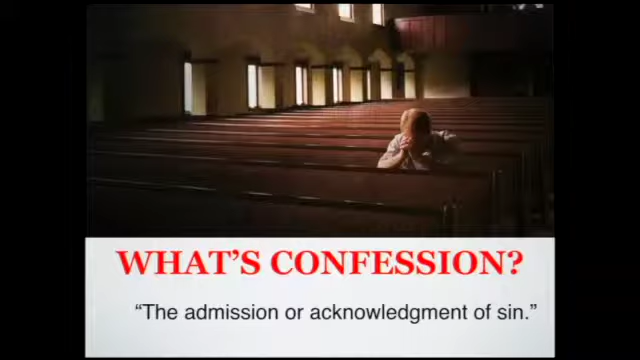 WHAT'S CONFESSION?
“The admission or acknowledgment of sin.”